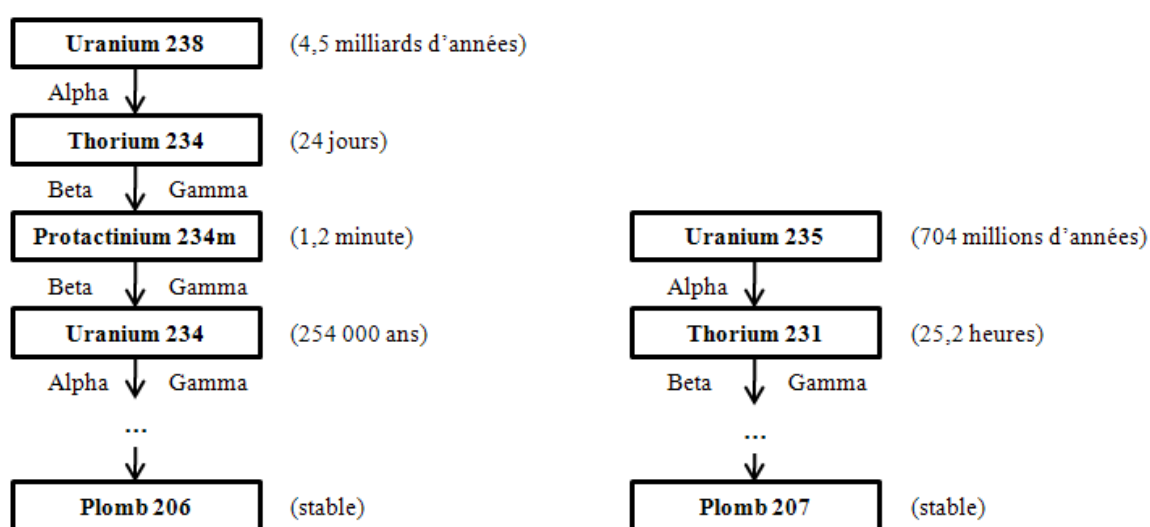 Uranium 238 (4,5 milliards d'années)
Alpha
Thorium 234 (24 jours)
Beta Gamma
Protactinium 234m (1,2 minute)
Beta Gamma
Uranium 234 (254 000 ans)
Alpha Gamma
...
Plomb 206 (stable)
Uranium 235 (704 millions d'années)
Alpha
Thorium 231 (25,2 heures)
Beta Gamma
...
Plomb 207 (stable)